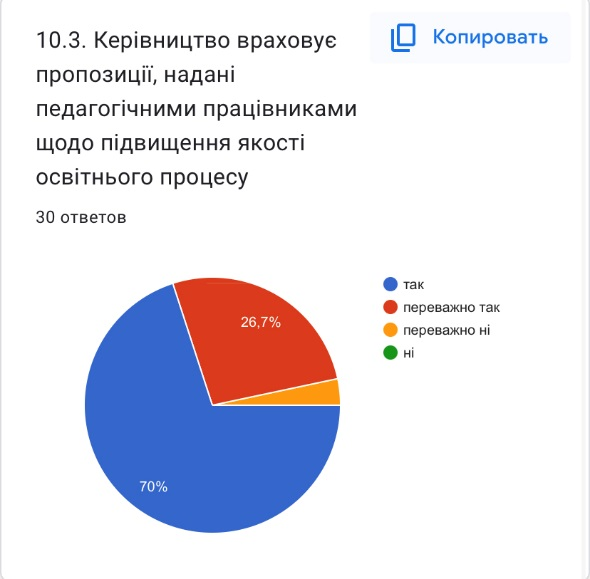 10.3. Керівництво враховує
пропозиції, надані
педагогічними працівниками
щодо підвищення якості
освітнього процесу
Копировать
30 ответов
так
переважно так
переважно ні
ні
26,7%
70%